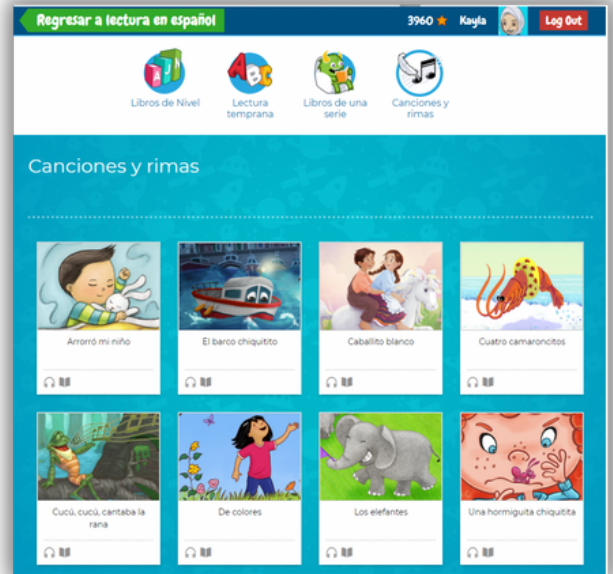 Regresar a lectura en español
3960 Kayla Log Out
Libros de Nivel
Lectura
temprana
Libros de una
serie
Canciones y
rimas
Canciones y rimas
Arrorró mi niño
El barco chiquitito
Caballito blanco
Cuatro camaroncitos
Cucú, cucú, cantaba la
rana
De colores
Los elefantes
Una hormiguita chiquitita